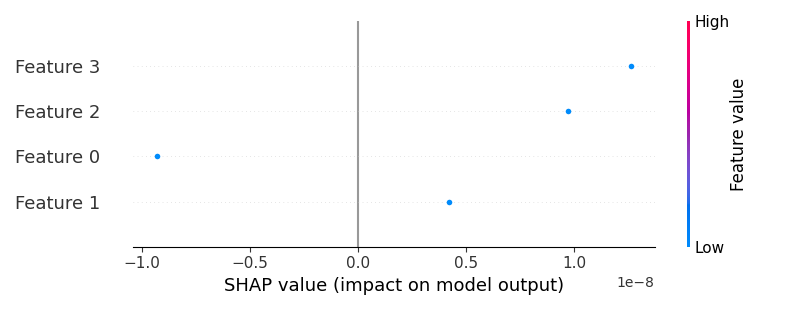 High
Feature 3
Feature 2
Feature 0
Feature 1
Feature value
Low
−1.0 −0.5 0.0 0.5 1.0
1e−8
SHAP value (impact on model output)